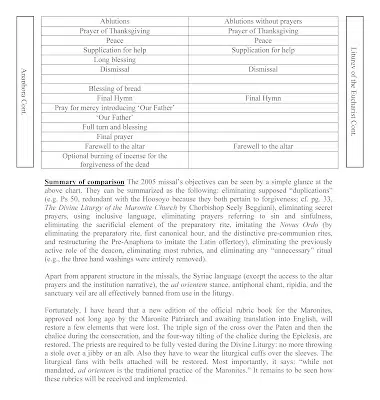 Anaphora Cont.
Liturgy of the Eucharist Cont.
Ablutions Ablutions without prayers
Prayer of Thanksgiving Prayer of Thanksgiving
Peace Peace
Supplication for help Supplication for help
Long blessing
Dismissal Dismissal
Blessing of bread
Final Hymn Final Hymn
Pray for mercy introducing 'Our Father'
'Our Father'
Full turn and blessing
Final prayer
Farewell to the altar Farewell to the altar
Optional burning of incense for the
forgiveness of the dead
Summary of comparison The 2005 missal's objectives can be seen by a simple glance at the
above chart. They can be summarized as the following: eliminating supposed "duplications"
(e.g. Ps 50, redundant with the Hoosoyo because they both pertain to forgiveness; cf. pg. 33,
The Divine Liturgy of the Maronite Church by Chorbishop Seely Beggiani), eliminating secret
prayers, using inclusive language, eliminating prayers referring to sin and sinfulness,
eliminating the sacrificial element of the preparatory rite, imitating the Novus Ordo (by
eliminating the preparatory rite, first canonical hour, and the distinctive pre-communion rites,
and restructuring the Pre-Anaphora to imitate the Latin offertory), eliminating the previously
active role of the deacon, eliminating most rubrics, and eliminating any "unnecessary" ritual
(e.g., the three hand washings were entirely removed).
Apart from apparent structure in the missals, the Syriac language (except the access to the altar
prayers and the institution narrative), the ad orientem stance, antiphonal chant, ripidia, and the
sanctuary veil are all effectively banned from use in the liturgy.
Fortunately, I have heard that a new edition of the official rubric book for the Maronites,
approved not long ago by the Maronite Patriarch and awaiting translation into English, will
restore a few elements that were lost. The triple sign of the cross over the Paten and then the
chalice during the consecration, and the four-way tilting of the chalice during the Epiclesis, are
restored. The priests are required to be fully vested during the Divine Liturgy: no more throwing
a stole over a jibby or an alb. Also they have to wear the liturgical cuffs over the sleeves. The
liturgical fans with bells attached will be restored. Most importantly, it says: "while not
mandated, ad orientem is the traditional practice of the Maronites." It remains to be seen how
these rubrics will be received and implemented.